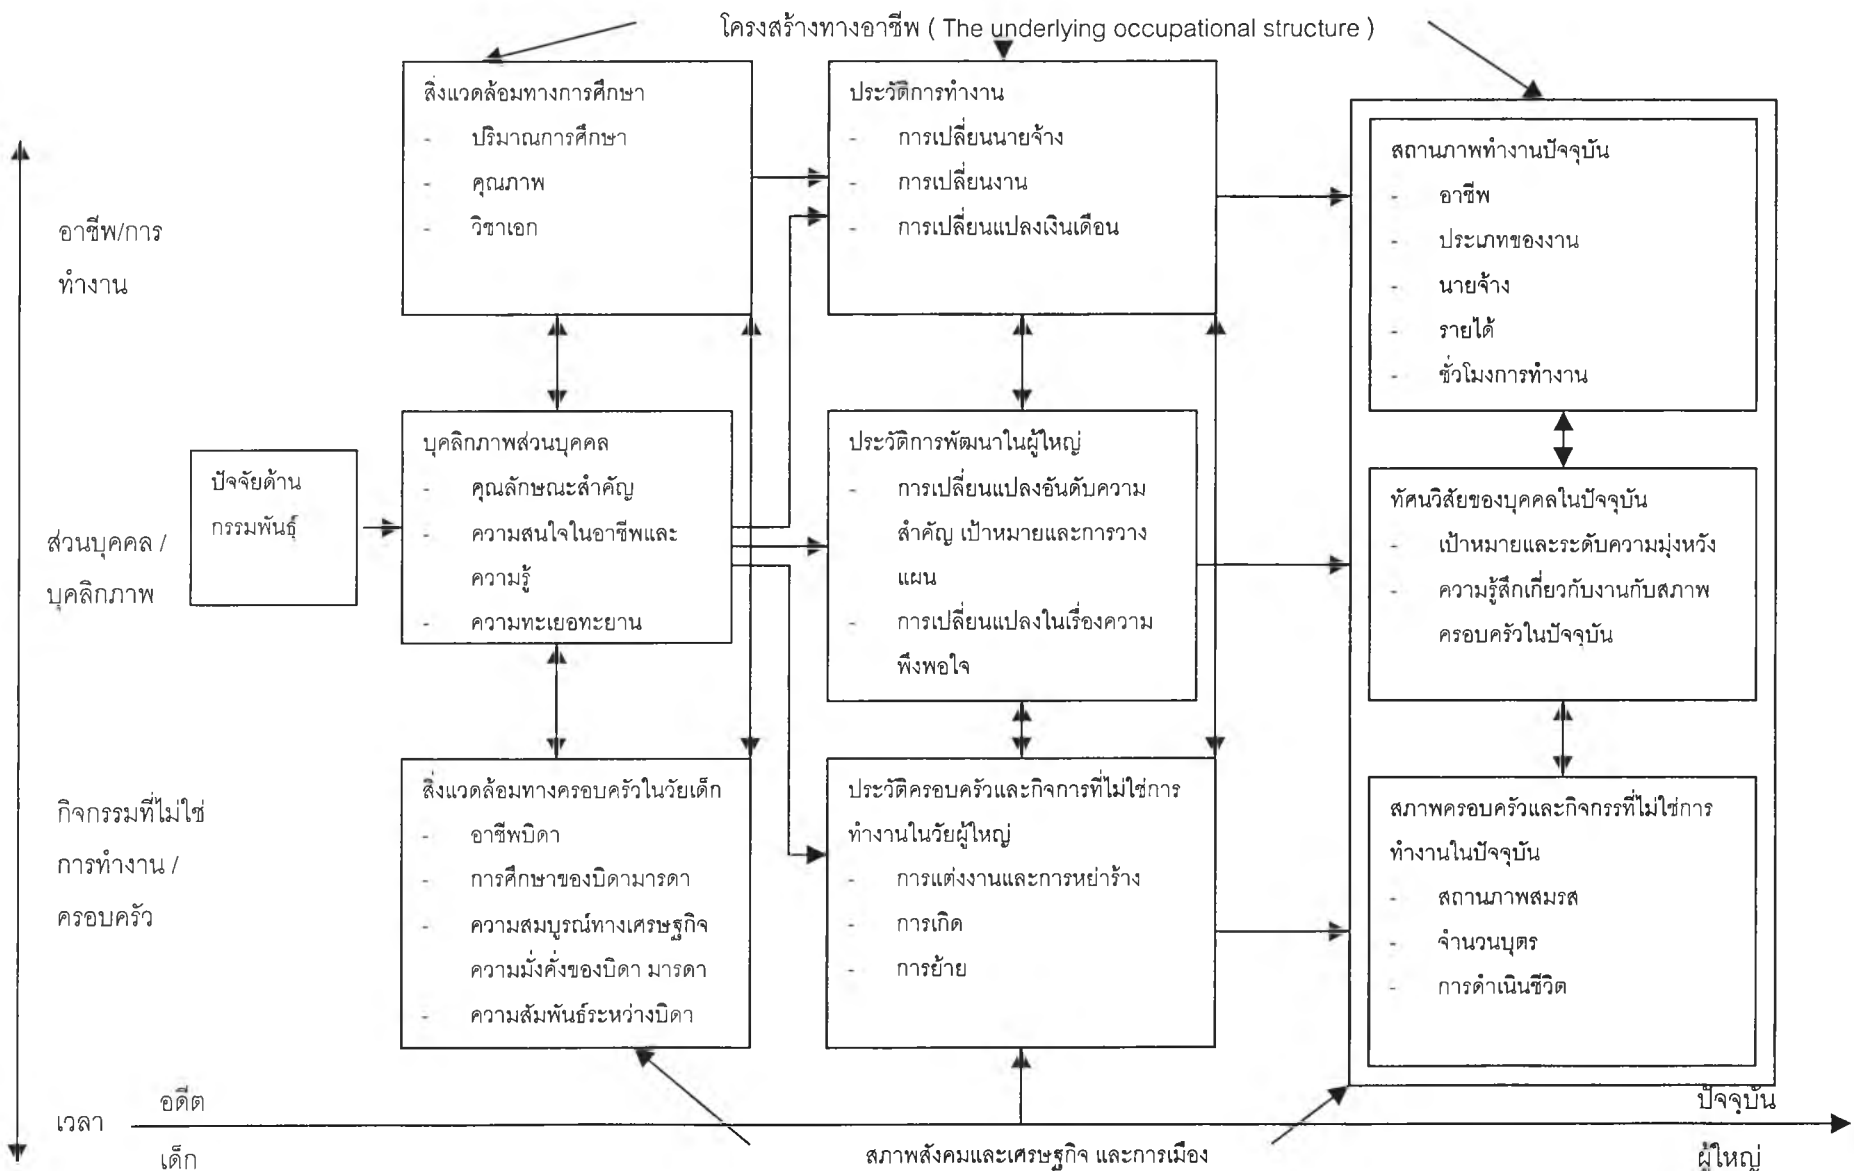 โครงสร้างทางอาชีพ ( The underlying occupational structure )
สิ่งแวดล้อมทางการศึกษา
- ปริมาณการศึกษา
- คุณภาพ
- วิชาเอก
ประวัติการทำงาน
- การเปลี่ยนนายจ้าง
- การเปลี่ยนงาน
- การเปลี่ยนแปลงเงินเดือน
สถานภาพทำงานปัจจุบัน
- อาชีพ
- ประเภทของงาน
- นายจ้าง
- รายได้
- ชั่วโมงการทำงาน
อาชีพ/การ
ทำงาน
ส่วนบุคคล /
บุคลิกภาพ
ปัจจัยด้าน
กรรมพันธุ์
บุคลิกภาพส่วนบุคคล
- คุณลักษณะสำคัญ
- ความสนใจในอาชีพและ
ความรู้
- ความทะเยอทะยาน
ประวัติการพัฒนาในผู้ใหญ่
- การเปลี่ยนแปลงอันดับความ
สำคัญ เป้าหมายและการวาง
แผน
- การเปลี่ยนแปลงในเรื่องความ
พึงพอใจ
ทัศนวิสัยของบุคคลในปัจจุบัน
- เป้าหมายและระดับความมุ่งหวัง
- ความรู้สึกเกี่ยวกับงานกับสภาพ
ครอบครัวในปัจจุบัน
กิจกรรมที่ไม่ใช่
การทำงาน /
ครอบครัว
สิ่งแวดล้อมทางครอบครัวในวัยเด็ก
- อาชีพบิดา
- การศึกษาของบิดามารดา
- ความสมบูรณ์ทางเศรษฐกิจ
ความมั่งคั่งของบิดา มารดา
- ความสัมพันธ์ระหว่างบิดา
ประวัติครอบครัวและกิจการที่ไม่ใช่การ
ทำงานในวัยผู้ใหญ่
- การแต่งงานและการหย่าร้าง
- การเกิด
- การย้าย
สภาพครอบครัวและกิจกรรที่ไม่ใช่การ
ทำงานในปัจจุบัน
- สถานภาพสมรส
- จำนวนบุตร
- การดำเนินชีวิต
อดีต
ปัจจุบัน
เวลา
เด็ก
สภาพสังคมและเศรษฐกิจ และการเมือง
ผู้ใหญ่